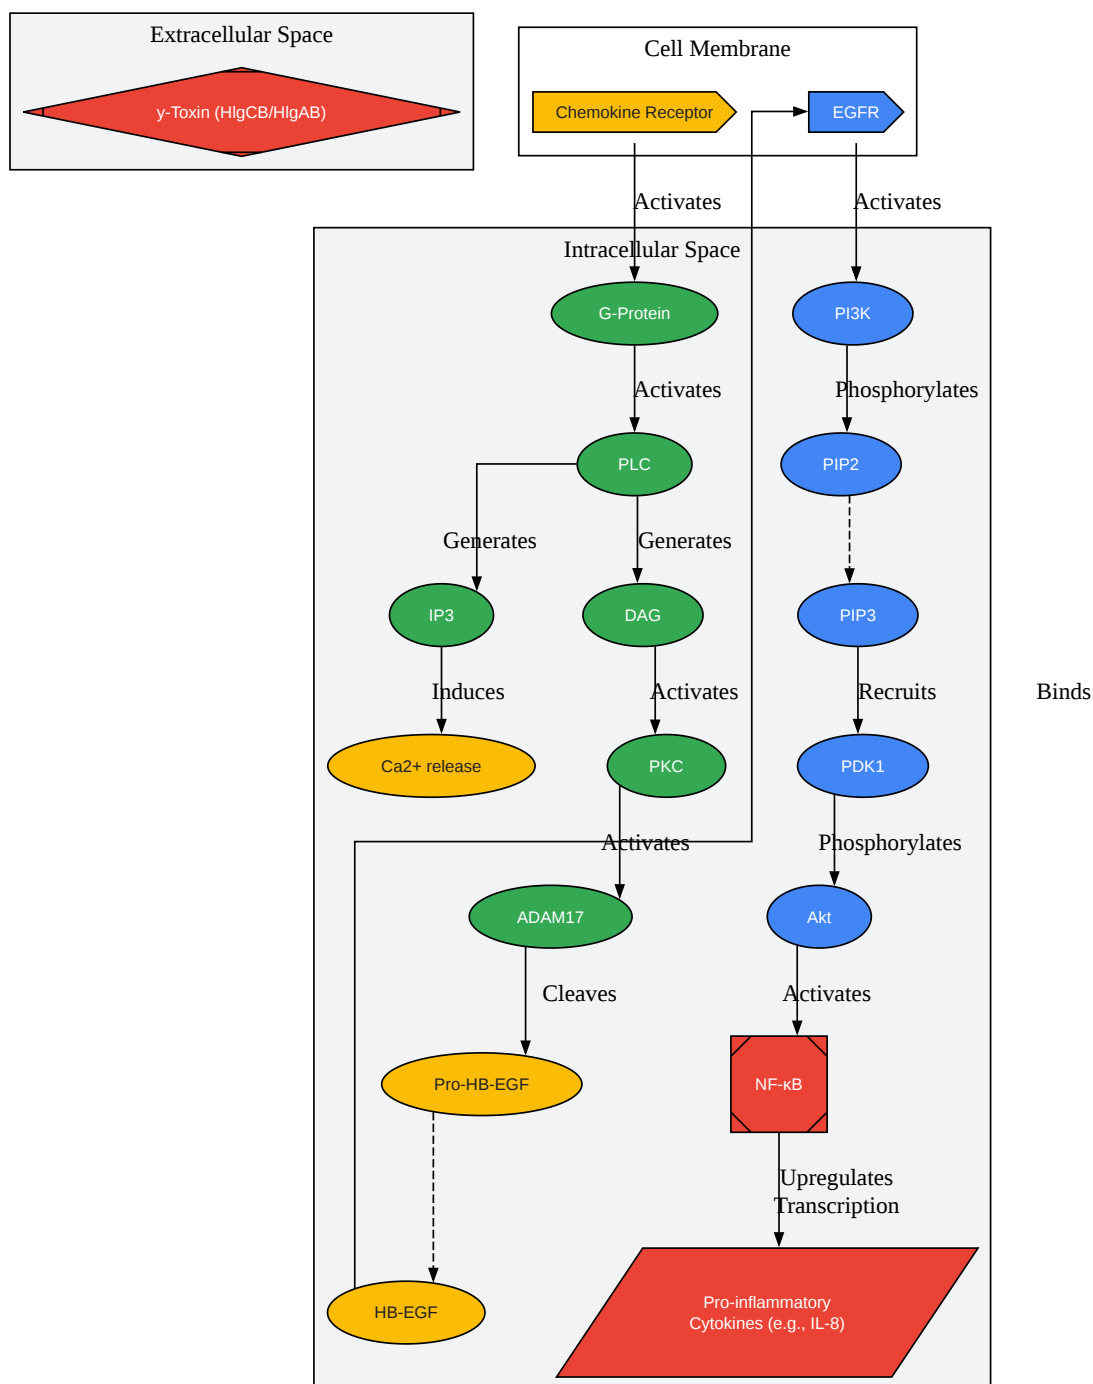 Extracellular Space
y-Toxin (HlgCB/HlgAB)
Cell Membrane
Chemokine Receptor
EGFR
Activates
Activates
Intracellular Space
G-Protein
PI3K
Activates
Phosphorylates
PLC
PIP2
Generates
Generates
IP3
DAG
PIP3
Induces
Activates
Recruits
Binds
Ca2+ release
PKC
PDK1
Activates
Phosphorylates
ADAM17
Akt
Cleaves
Activates
Pro-HB-EGF
NF-κB
Upregulates
Transcription
HB-EGF
Pro-inflammatory
Cytokines (e.g., IL-8)